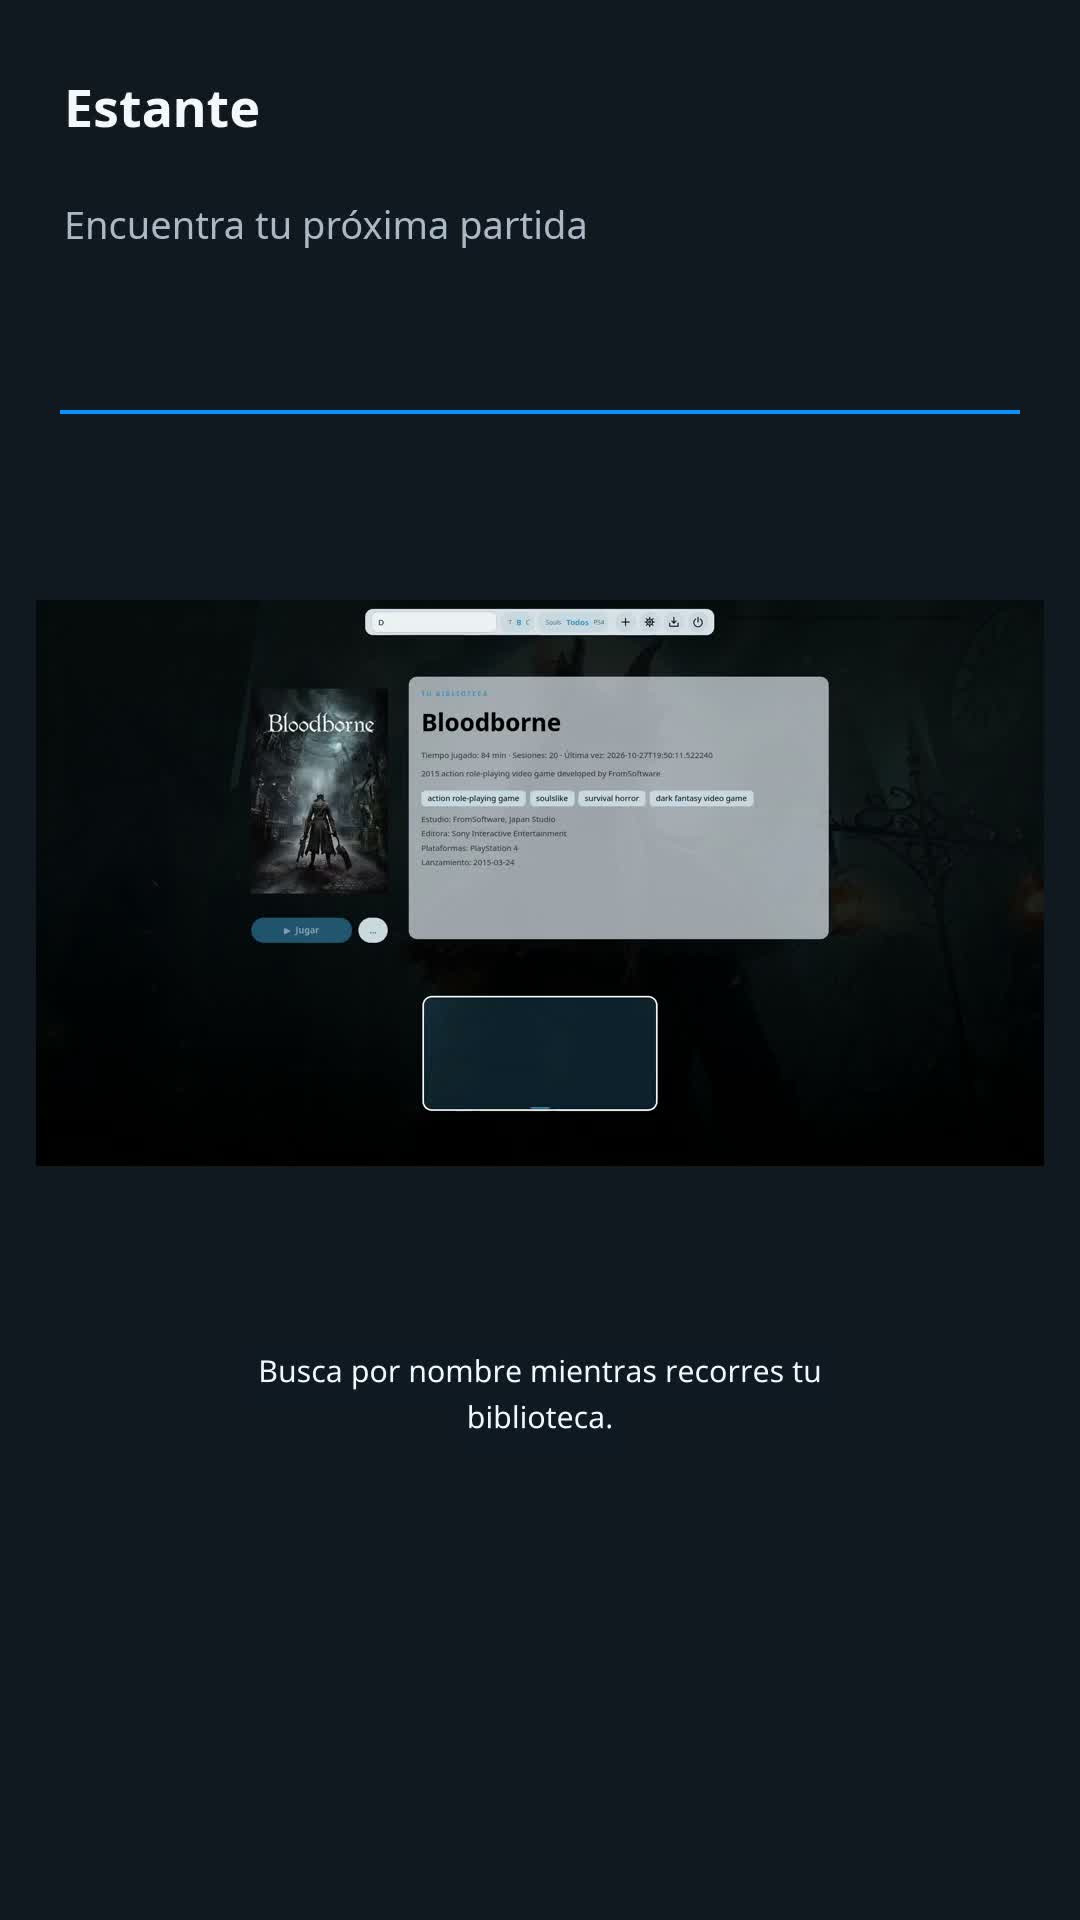 Estante
Encuentra tu próxima partida
D
T B C
Souls Todos PS4
TU BIBLIOTECA
Bloodborne
Bloodborne
Tiempo jugado: 84 min · Sesiones: 20 · Última vez: 2026-10-27T19:50:11.522240
2015 action role-playing video game developed by FromSoftware
action role-playing game
soulslike
survival horror
dark fantasy video game
Estudio: FromSoftware, Japan Studio
Editora: Sony Interactive Entertainment
Plataformas: PlayStation 4
Lanzamiento: 2015-03-24
▶ Jugar
...
Busca por nombre mientras recorres tu
biblioteca.